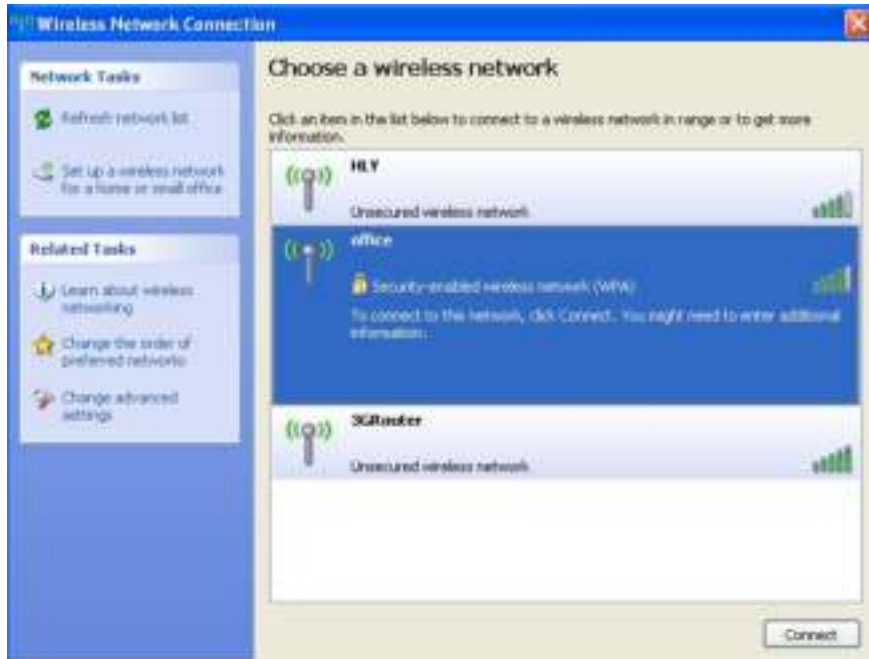 Wireless Network Connection
Network Tasks
Refresh network list
Set up a wireless network
for a home or small office
Related Tasks
Learn about wireless
networking
Change the order of
preferred networks
Change advanced
settings
Choose a wireless network
Click an item in the list below to connect to a wireless network in range or to get more
information.
HLY
Unsecured wireless network
office
Security-enabled wireless network (WPA)
To connect to this network, click Connect. You might need to enter additional
information.
3GRouter
Unsecured wireless network
Connect